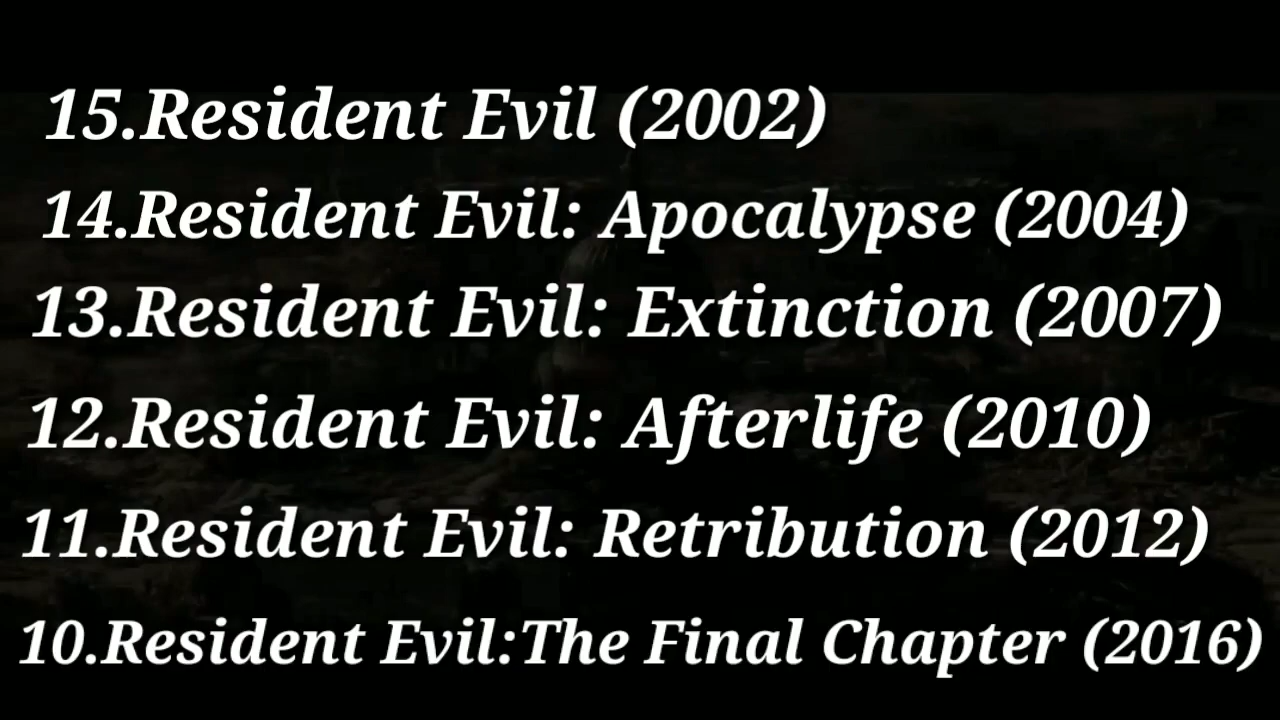 15.Resident Evil (2002)
14.Resident Evil: Apocalypse (2004)
13.Resident Evil: Extinction (2007)
12.Resident Evil: Afterlife (2010)
11.Resident Evil: Retribution (2012)
10.Resident Evil:The Final Chapter (2016)